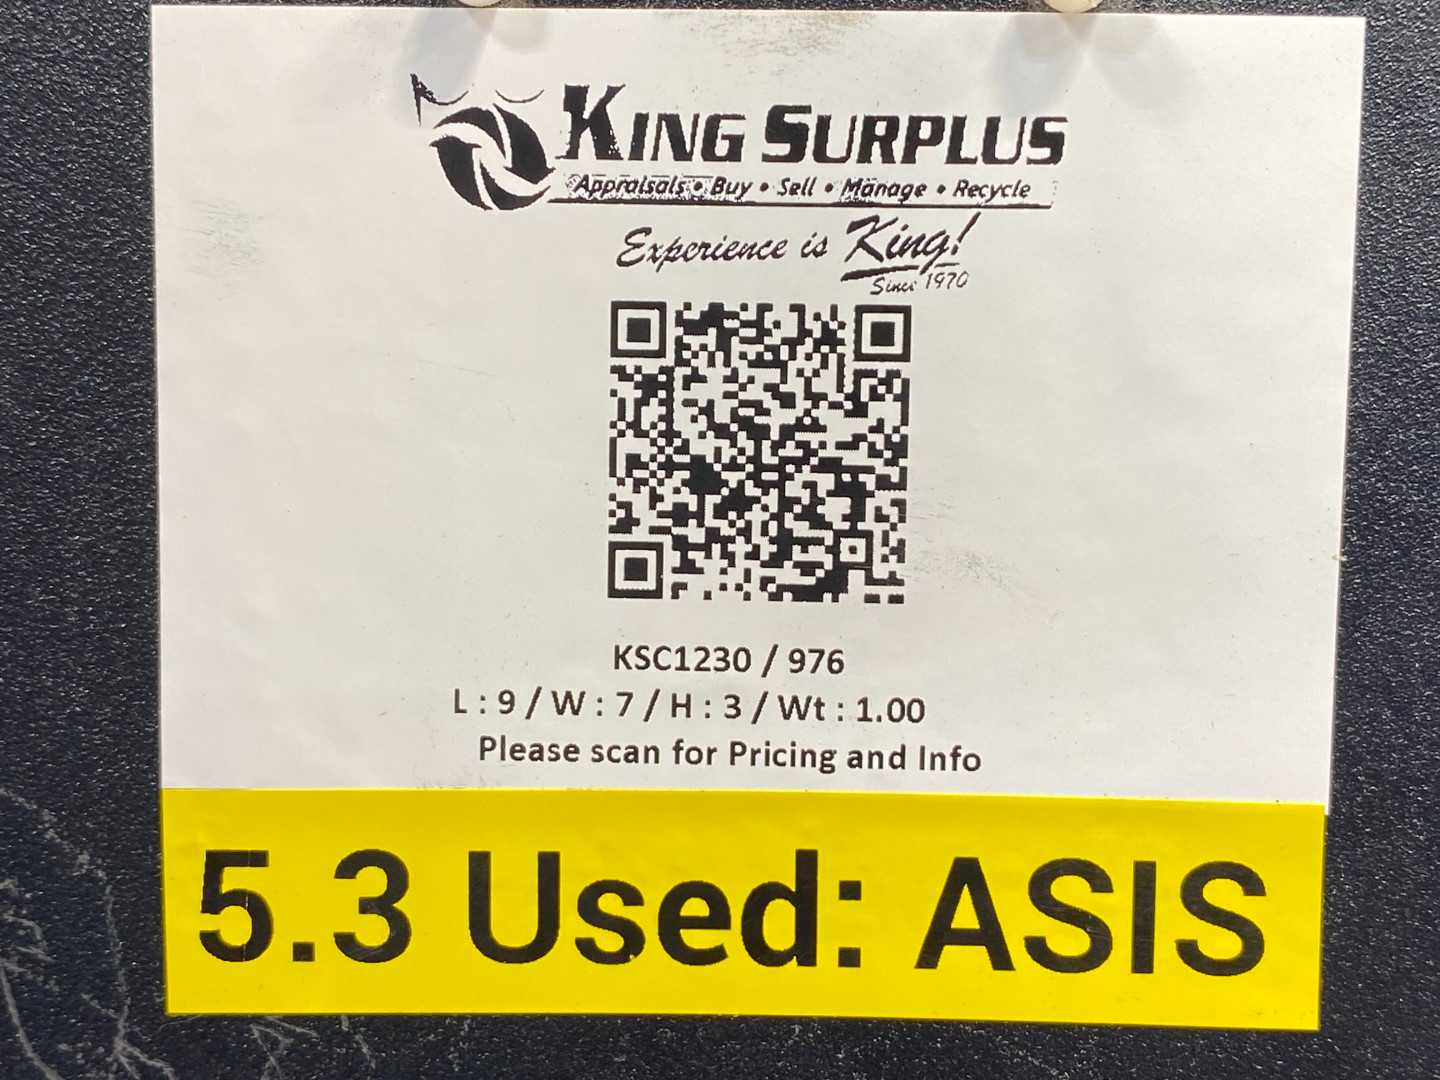 KING SURPLUS
Appraisals • Buy • Sell • Manage • Recycle
Experience is King!
Since 1970
KSC1230 / 976
L : 9 / W : 7 / H : 3 / Wt : 1.00
Please scan for Pricing and Info
5.3 Used: ASIS